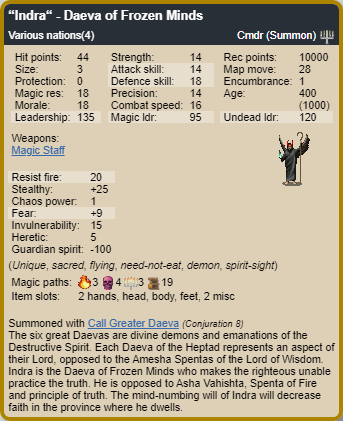 "Indra" - Daeva of Frozen Minds
Various nations(4) Cmdr (Summon)
Hit points: 44 Strength: 14 Rec points: 10000
Size: 3 Attack skill: 14 Map move: 28
Protection: 0 Defence skill: 18 Encumbrance: 1
Magic res: 18 Precision: 14 Age: 400
Morale: 18 Combat speed: 16 (1000)
Leadership: 135 Magic ldr: 95 Undead ldr: 120
Weapons:
Magic Staff
Resist fire: 20
Stealthy: +25
Chaos power: 1
Fear: +9
Invulnerability: 15
Heretic: 5
Guardian spirit: -100
(Unique, sacred, flying, need-not-eat, demon, spirit-sight)
Magic paths: 3 4 3 19
Item slots: 2 hands, head, body, feet, 2 misc
Summoned with Call Greater Daeva (Conjuration 8)
The six great Daevas are divine demons and emanations of the
Destructive Spirit. Each Daeva of the Heptad represents an aspect
of their Lord, opposed to the Amesha Spentas of the Lord of Wisdom.
Indra is the Daeva of Frozen Minds who makes the righteous unable
practice the truth. He is opposed to Asha Vahishta, Spenta of Fire
and principle of truth. The mind-numbing will of Indra will decrease
faith in the province where he dwells.